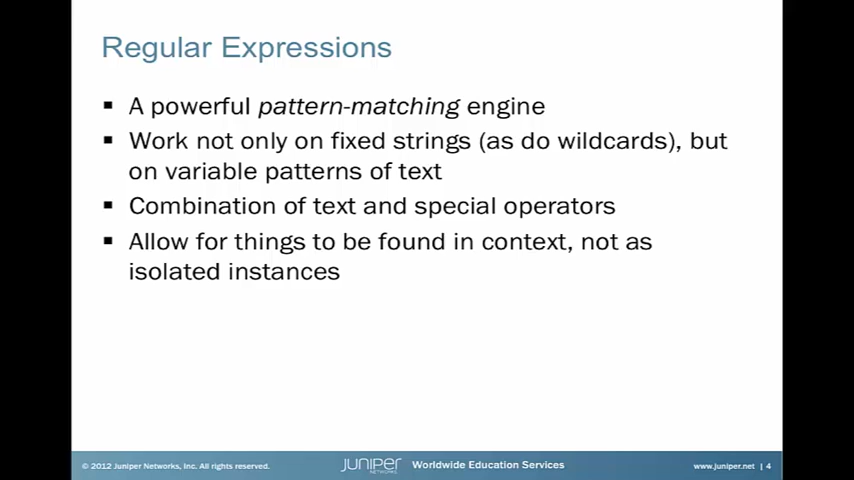 Regular Expressions
▪ A powerful pattern-matching engine
▪ Work not only on fixed strings (as do wildcards), but
on variable patterns of text
▪ Combination of text and special operators
▪ Allow for things to be found in context, not as
isolated instances
© 2012 Juniper Networks, Inc. All rights reserved.
JUNIPER
NETWORKS
Worldwide Education Services
www.juniper.net | 4